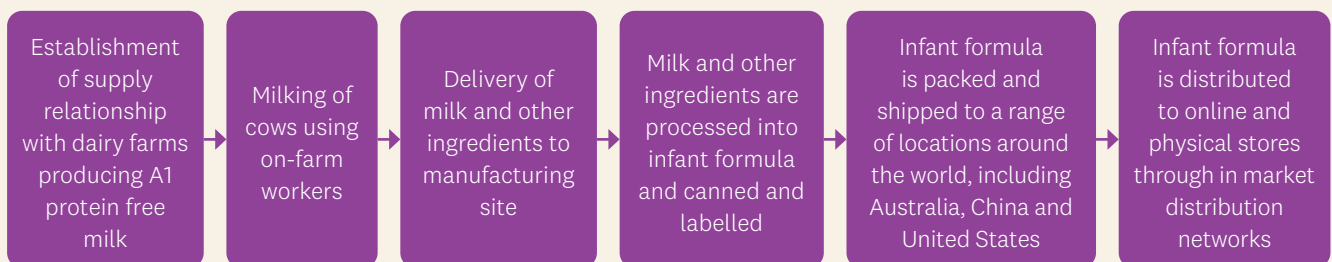 Establishment
of supply
relationship
with dairy farms
producing A1
protein free
milk
Milking of
cows using
on-farm
workers
Delivery of
milk and other
ingredients to
manufacturing
site
Milk and other
ingredients are
processed into
infant formula
and canned and
labelled
Infant formula
is packed and
shipped to a range
of locations around
the world, including
Australia, China and
United States
Infant formula
is distributed
to online and
physical stores
through in market
distribution
networks